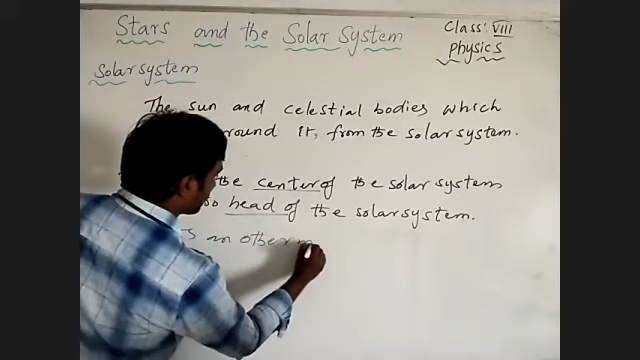 Stars and the Solar System
Class: VIII
Physics
Solar system
The sun and celestial bodies which
round it, from the solar system.
the center of the solar system
head of the solar system.
an other